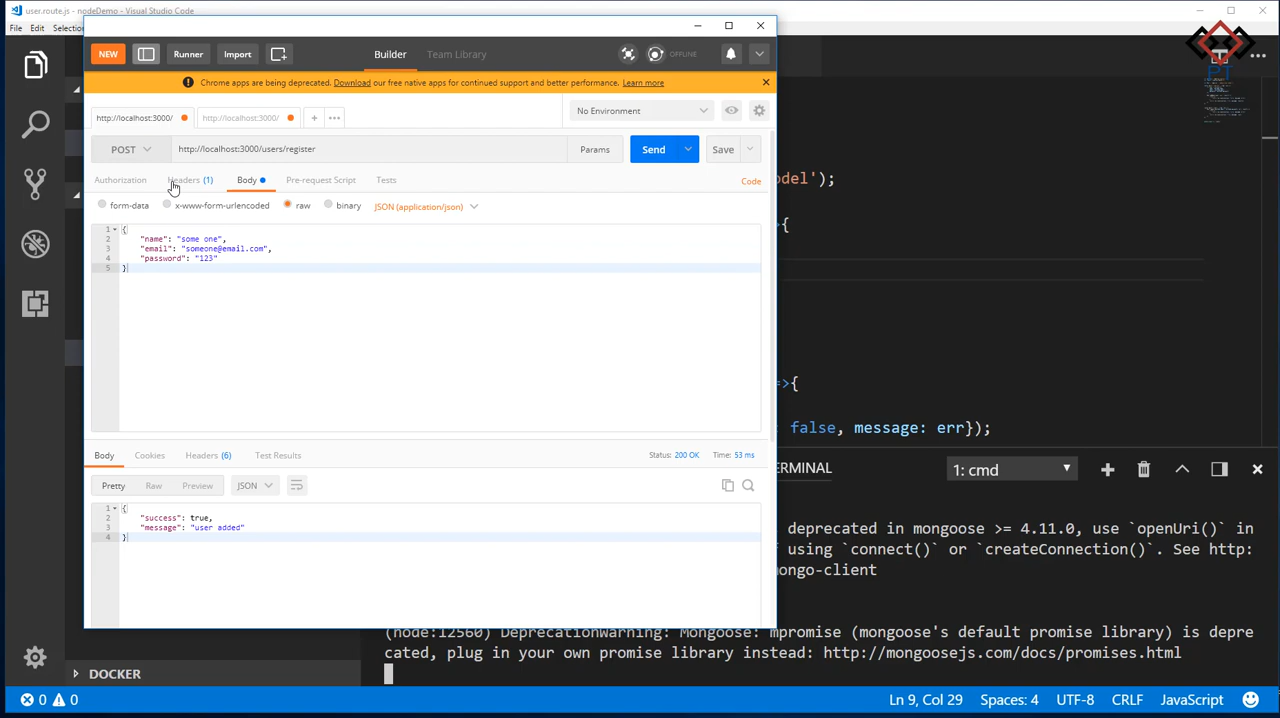 user.route.js - nodeDemo - Visual Studio Code
File Edit Selection
NEW Runner Import Builder Team Library OFFLINE
Chrome apps are being deprecated. Download our free native apps for continued support and better performance. Learn more
http://localhost:3000/ http://localhost:3000/ + ••• No Environment
POST http://localhost:3000/users/register Params Send Save
Authorization Headers (1) Body Pre-request Script Tests Code
form-data x-www-form-urlencoded raw binary JSON (application/json)
1 {
2 "name": "some one",
3 "email": "someone@email.com",
4 "password": "123"
5 }
Body Cookies Headers (6) Test Results Status: 200 OK Time: 53 ms
Pretty Raw Preview JSON
1 {
2 "success": true,
3 "message": "user added"
4 }
PT
odel');
{
=>{
false, message: err});
TERMINAL 1: cmd
deprecated in mongoose >= 4.11.0, use `openUri()` in
using `connect()` or `createConnection()`. See http:
ongo-client
(node:12560) DeprecationWarning: Mongoose: mpromise (mongoose's default promise library) is depre
cated, plug in your own promise library instead: http://mongoosejs.com/docs/promises.html
DOCKER
0 0 Ln 9, Col 29 Spaces: 4 UTF-8 CRLF JavaScript